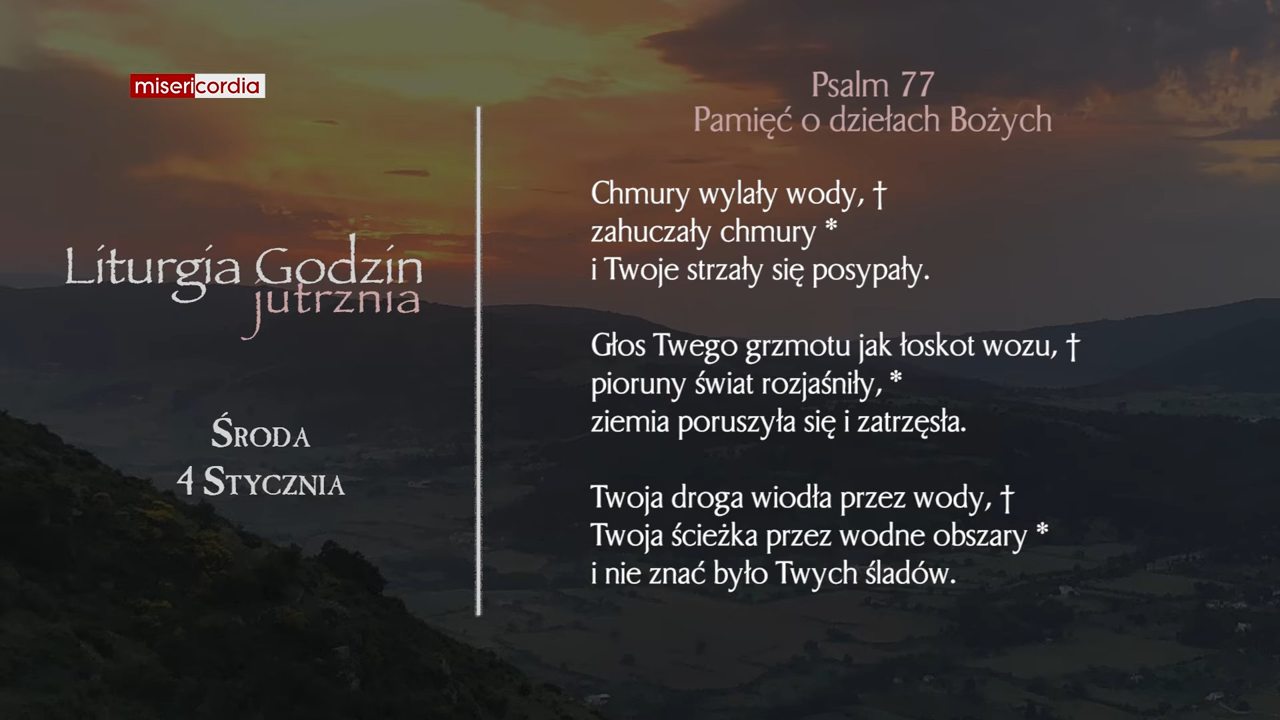 misericordia
Liturgia Godzin
jutrznia
Środa
4 Stycznia
Psalm 77
Pamięć o dziełach Bożych
Chmury wylały wody, †
zahuczały chmury *
i Twoje strzały się posypały.
Głos Twego grzmotu jak łoskot wozu, †
pioruny świat rozjaśniły, *
ziemia poruszyła się i zatrzęsła.
Twoja droga wiodła przez wody, †
Twoja ścieżka przez wodne obszary *
i nie znać było Twych śladów.